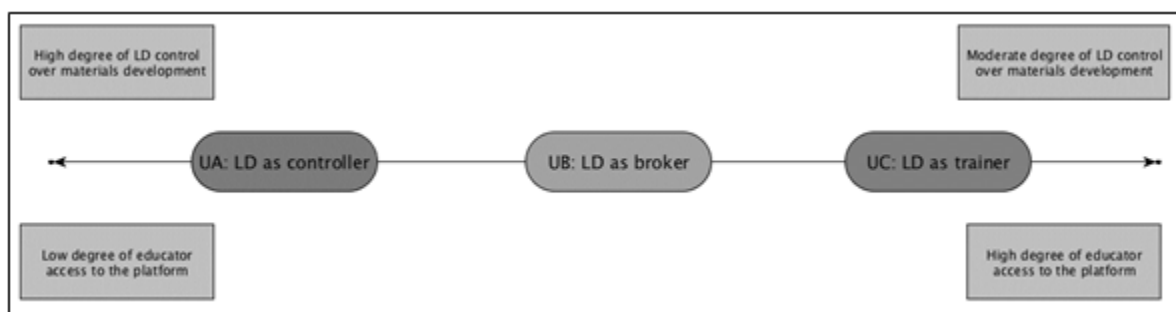 High degree of LD control
over materials development
Moderate degree of LD control
over materials development
UA: LD as controller
UB: LD as broker
UC: LD as trainer
Low degree of educator
access to the platform
High degree of educator
access to the platform